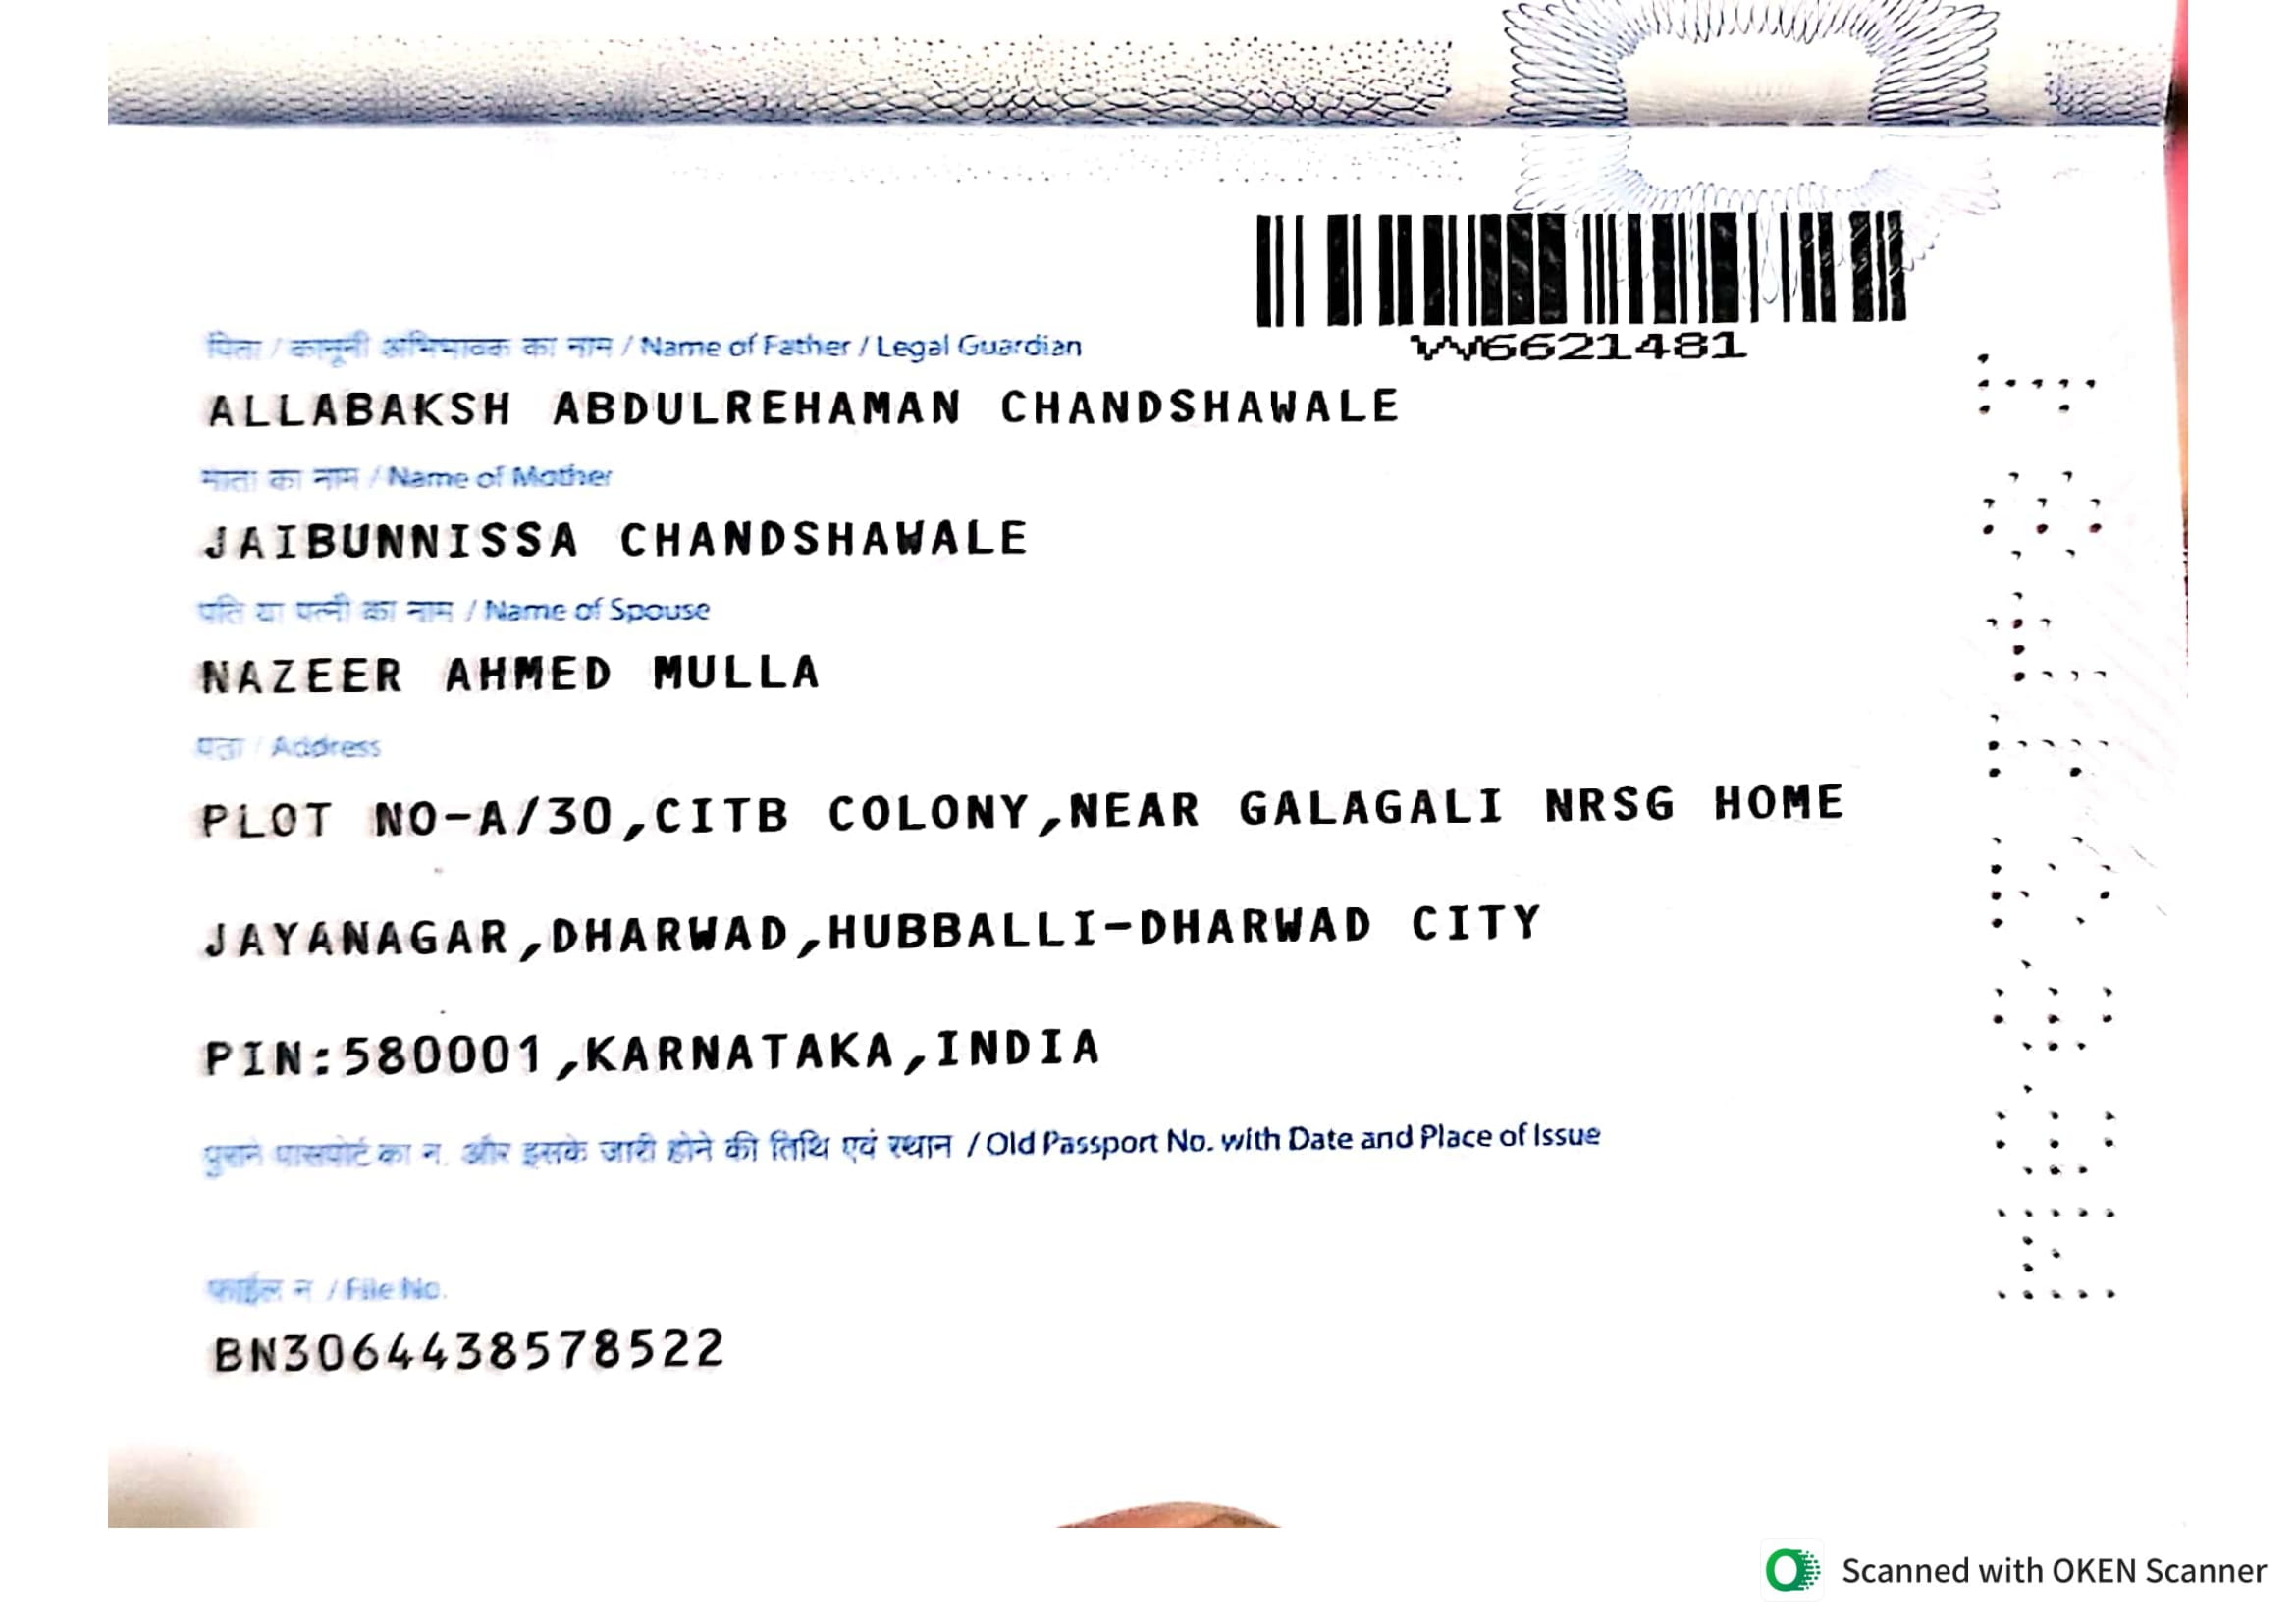 W6621481
पिता / कानूनी अभिभावक का नाम / Name of Father / Legal Guardian
ALLABAKSH ABDULREHAMAN CHANDSHAWALE
माता का नाम / Name of Mother
JAIBUNNISSA CHANDSHAWALE
पति या पत्नी का नाम / Name of Spouse
NAZEER AHMED MULLA
पता / Address
PLOT NO-A/30,CITB COLONY,NEAR GALAGALI NRSG HOME
JAYANAGAR,DHARWAD,HUBBALLI-DHARWAD CITY
PIN:580001,KARNATAKA,INDIA
पुराने पासपोर्ट का न. और इसके जारी होने की तिथि एवं स्थान / Old Passport No. with Date and Place of Issue
फाईल न / File No.
BN3064438578522
Scanned with OKEN Scanner